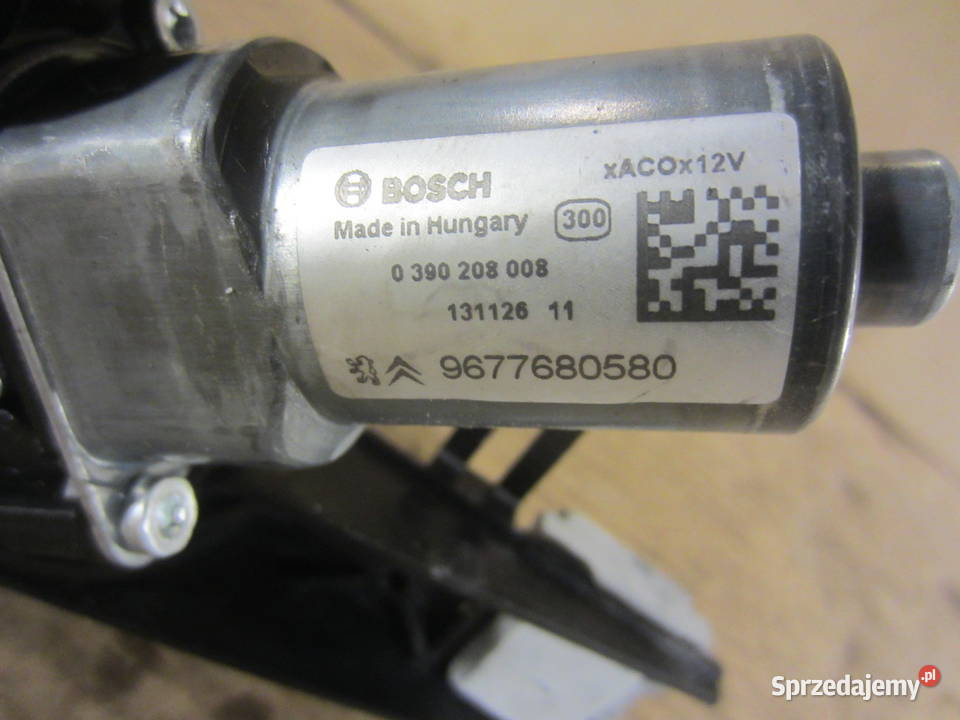 BOSCH
xACOx12V
Made in Hungary 300
0 390 208 008
131126 11
9677680580
Sprzedajemy.pl